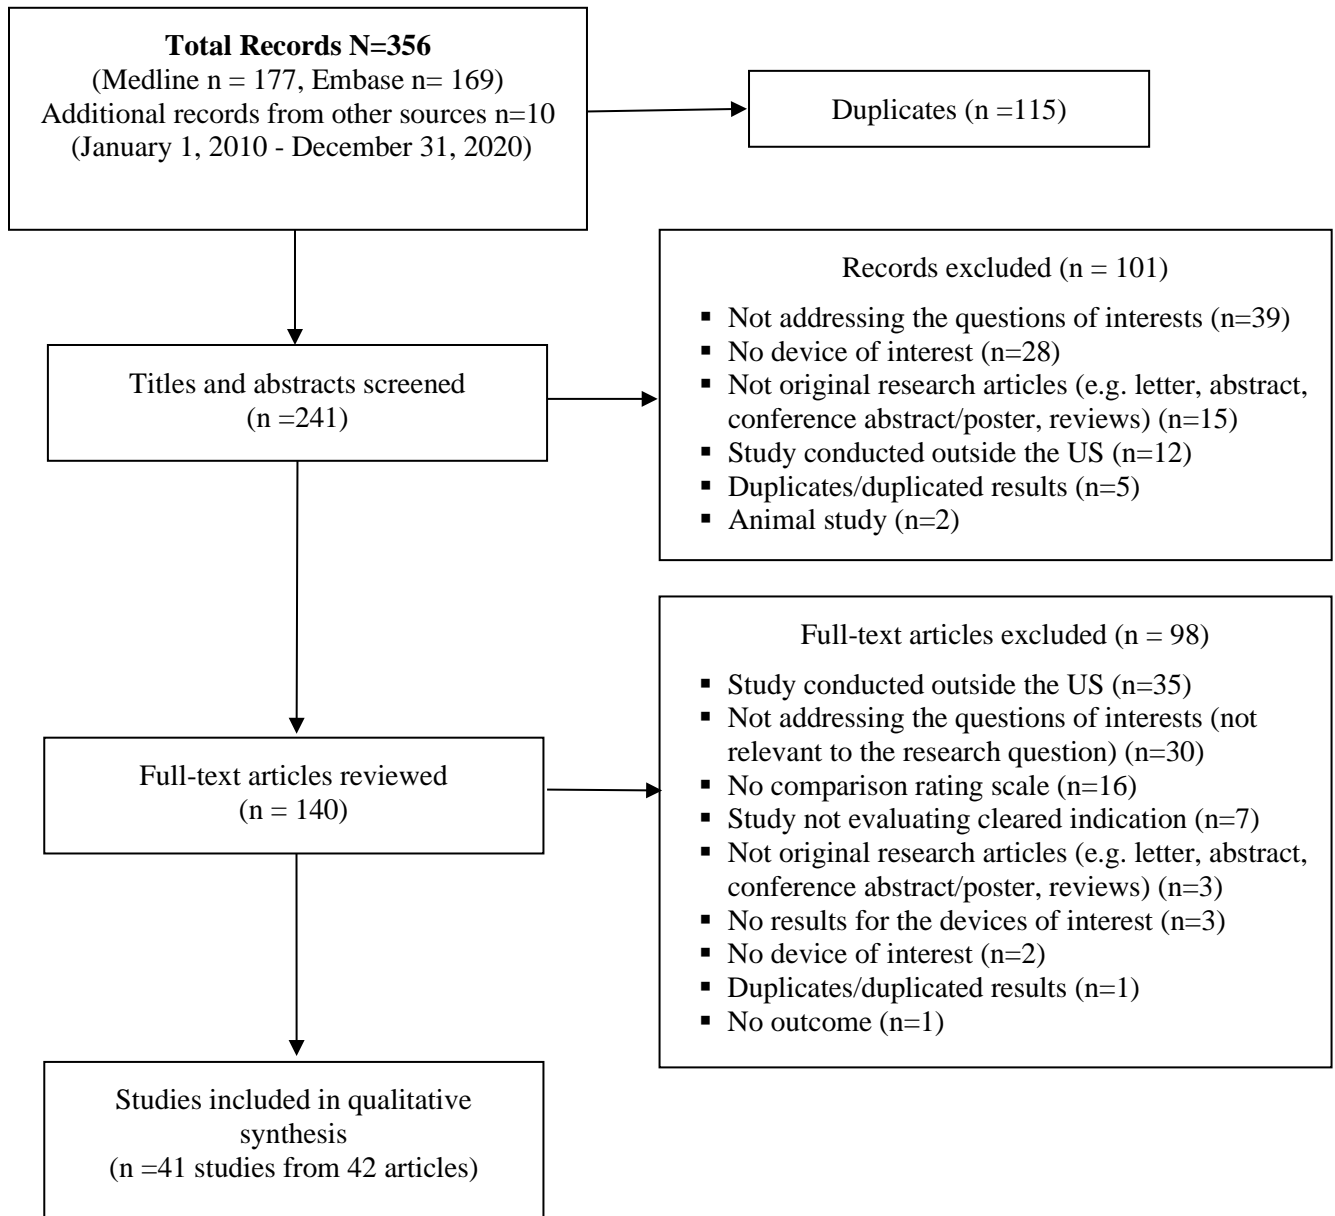 Total Records N=356
(Medline n = 177, Embase n= 169)
Additional records from other sources n=10
(January 1, 2010 - December 31, 2020)
Duplicates (n =115)
Records excluded (n = 101)
▪ Not addressing the questions of interests (n=39)
▪ No device of interest (n=28)
▪ Not original research articles (e.g. letter, abstract,
conference abstract/poster, reviews) (n=15)
▪ Study conducted outside the US (n=12)
▪ Duplicates/duplicated results (n=5)
▪ Animal study (n=2)
Titles and abstracts screened
(n =241)
Full-text articles excluded (n = 98)
▪ Study conducted outside the US (n=35)
▪ Not addressing the questions of interests (not
relevant to the research question) (n=30)
▪ No comparison rating scale (n=16)
▪ Study not evaluating cleared indication (n=7)
▪ Not original research articles (e.g. letter, abstract,
conference abstract/poster, reviews) (n=3)
▪ No results for the devices of interest (n=3)
▪ No device of interest (n=2)
▪ Duplicates/duplicated results (n=1)
▪ No outcome (n=1)
Full-text articles reviewed
(n = 140)
Studies included in qualitative
synthesis
(n =41 studies from 42 articles)